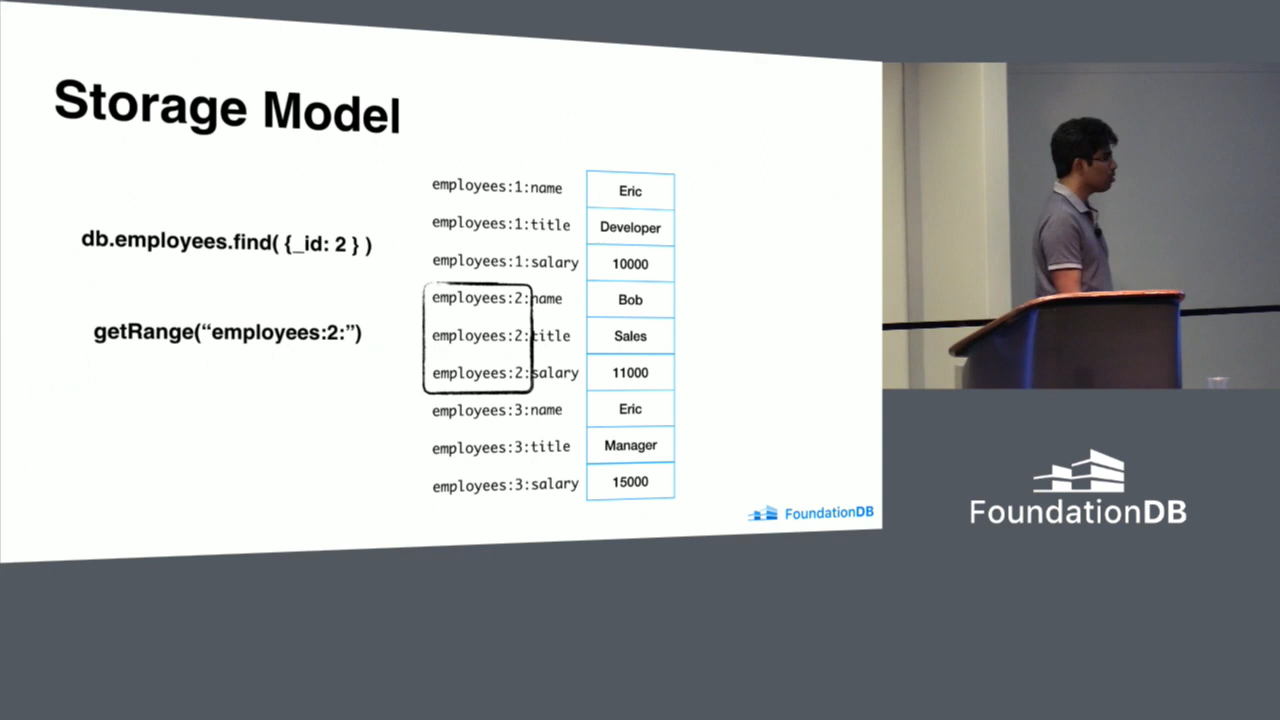 Storage Model
db.employees.find( {_id: 2 } )
getRange(“employees:2:”)
employees:1:name Eric
employees:1:title Developer
employees:1:salary 10000
employees:2:name Bob
employees:2:title Sales
employees:2:salary 11000
employees:3:name Eric
employees:3:title Manager
employees:3:salary 15000
FoundationDB
FoundationDB